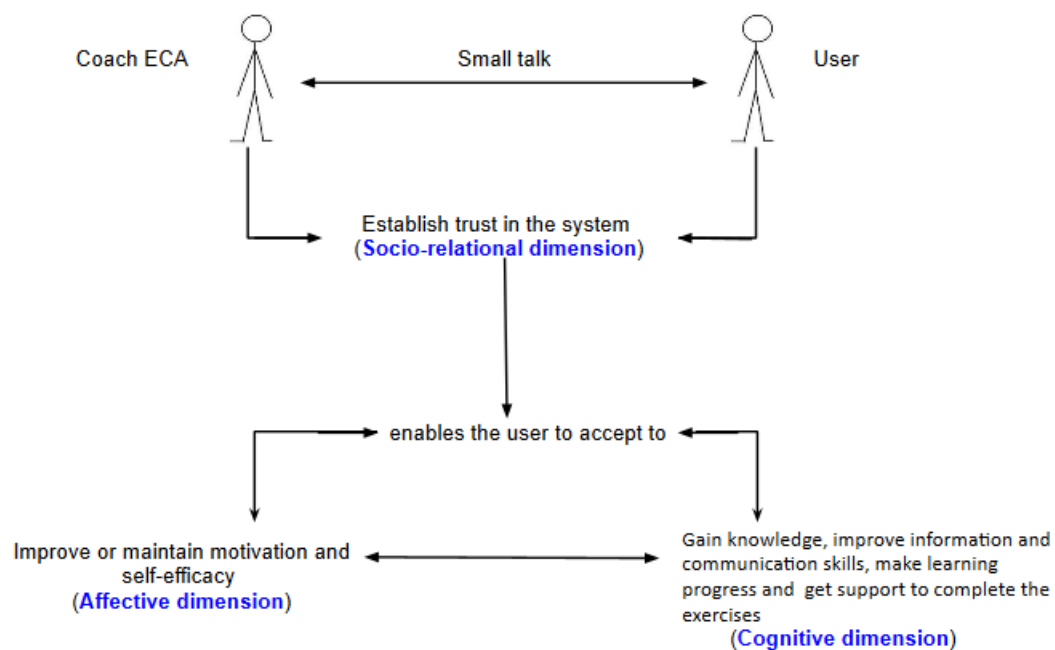 Coach ECA
Small talk
User
Establish trust in the system
(Socio-relational dimension)
enables the user to accept to
Improve or maintain motivation and
self-efficacy
(Affective dimension)
Gain knowledge, improve information and
communication skills, make learning
progress and  get support to complete the
exercises
(Cognitive dimension)